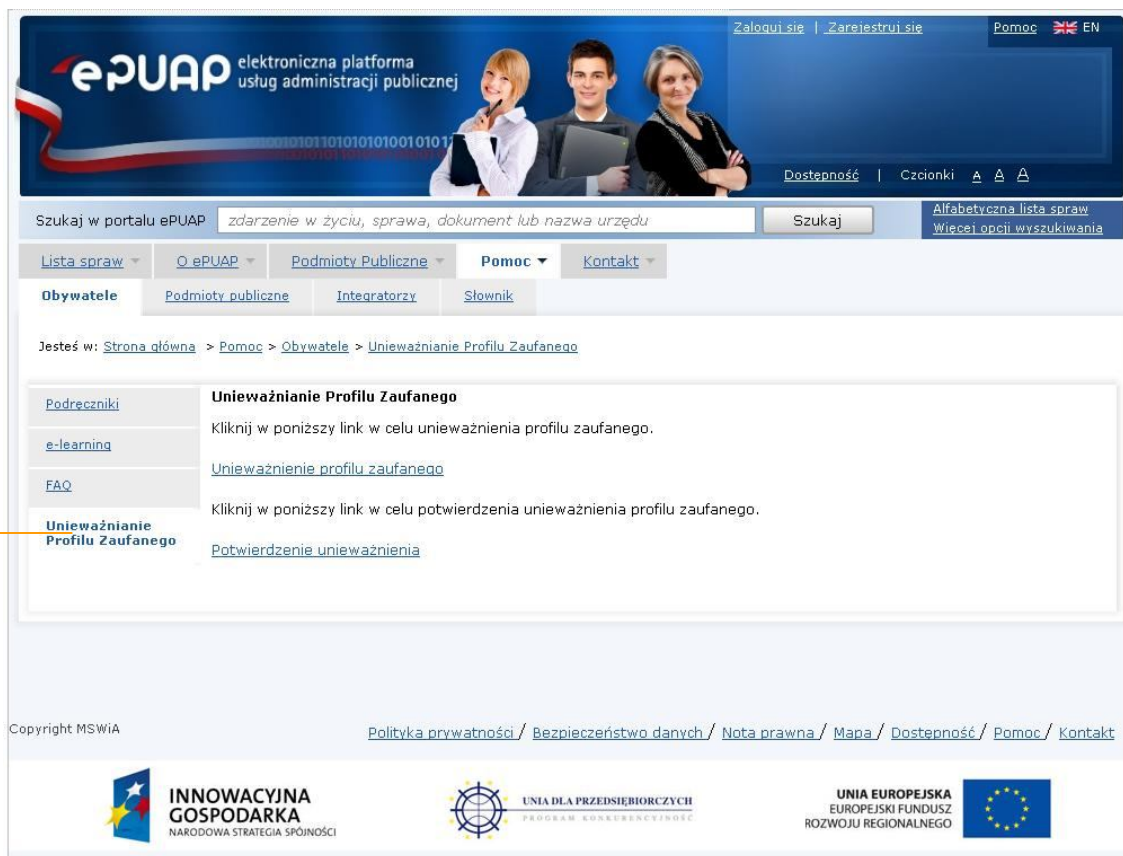 Zaloguj się | Zarejestruj się Pomoc EN
ePUAP elektroniczna platforma
usług administracji publicznej
Dostępność | Czcionki A A A
Szukaj w portalu ePUAP zdarzenie w życiu, sprawa, dokument lub nazwa urzędu Szukaj
Alfabetyczna lista spraw
Więcej opcji wyszukiwania
Lista spraw O ePUAP Podmioty Publiczne Pomoc Kontakt
Obywatele Podmioty publiczne Integratorzy Słownik
Jesteś w: Strona główna > Pomoc > Obywatele > Unieważnianie Profilu Zaufanego
Podręczniki
e-learning
FAQ
Unieważnianie
Profilu Zaufanego
Unieważnianie Profilu Zaufanego
Kliknij w poniższy link w celu unieważnienia profilu zaufanego.
Unieważnienie profilu zaufanego
Kliknij w poniższy link w celu potwierdzenia unieważnienia profilu zaufanego.
Potwierdzenie unieważnienia
Copyright MSWiA
Polityka prywatności / Bezpieczeństwo danych / Nota prawna / Mapa / Dostępność / Pomoc / Kontakt
INNOWACYJNA
GOSPODARKA
NARODOWA STRATEGIA SPÓJNOŚCI
UNIA DLA PRZEDSIĘBIORCZYCH
PROGRAM KONKURENCYJNOŚĆ
UNIA EUROPEJSKA
EUROPEJSKI FUNDUSZ
ROZWOJU REGIONALNEGO